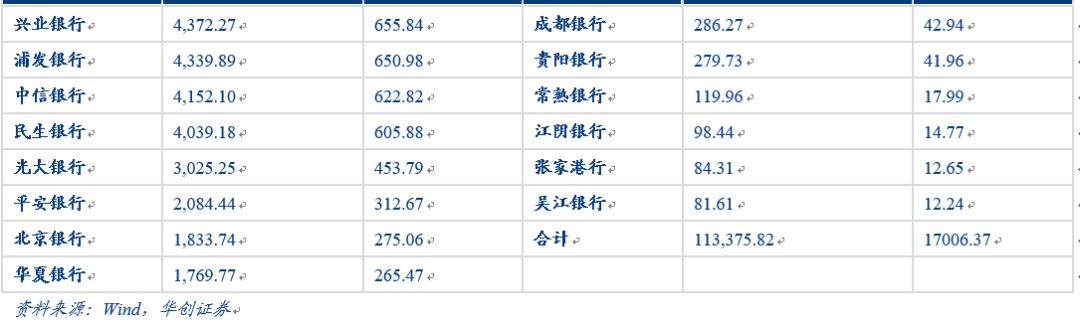 兴业银行 4,372.27 655.84 成都银行 286.27 42.94
浦发银行 4,339.89 650.98 贵阳银行 279.73 41.96
中信银行 4,152.10 622.82 常熟银行 119.96 17.99
民生银行 4,039.18 605.88 江阴银行 98.44 14.77
光大银行 3,025.25 453.79 张家港行 84.31 12.65
平安银行 2,084.44 312.67 吴江银行 81.61 12.24
北京银行 1,833.74 275.06 合计 113,375.82 17006.37
华夏银行 1,769.77 265.47
资料来源：Wind，华创证券